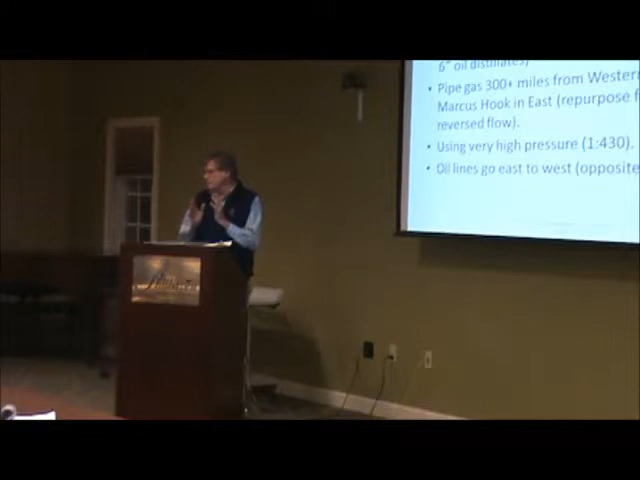 6" oil distillates)
• Pipe gas 300+ miles from Western
Marcus Hook in East (repurpose f
reversed flow).
• Using very high pressure (1:430).
• Oil lines go east to west (opposite